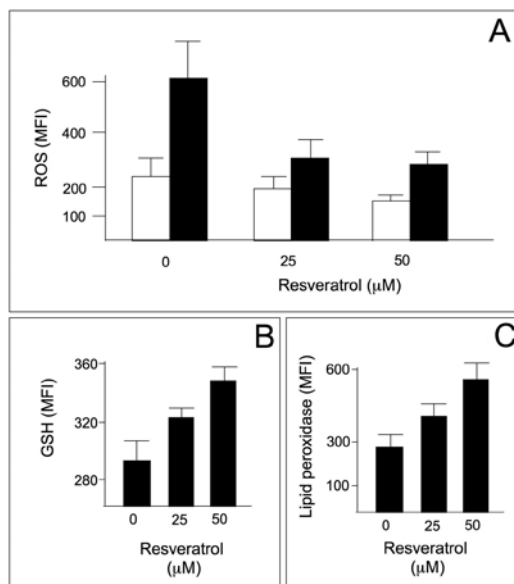 A
ROS (MFI)
600
400
200
100
0 25 50
Resveratrol (μM)
B
GSH (MFI)
360
320
280
0 25 50
Resveratrol
(μM)
C
Lipid peroxidase (MFI)
600
300
100
0 25 50
Resveratrol
(μM)